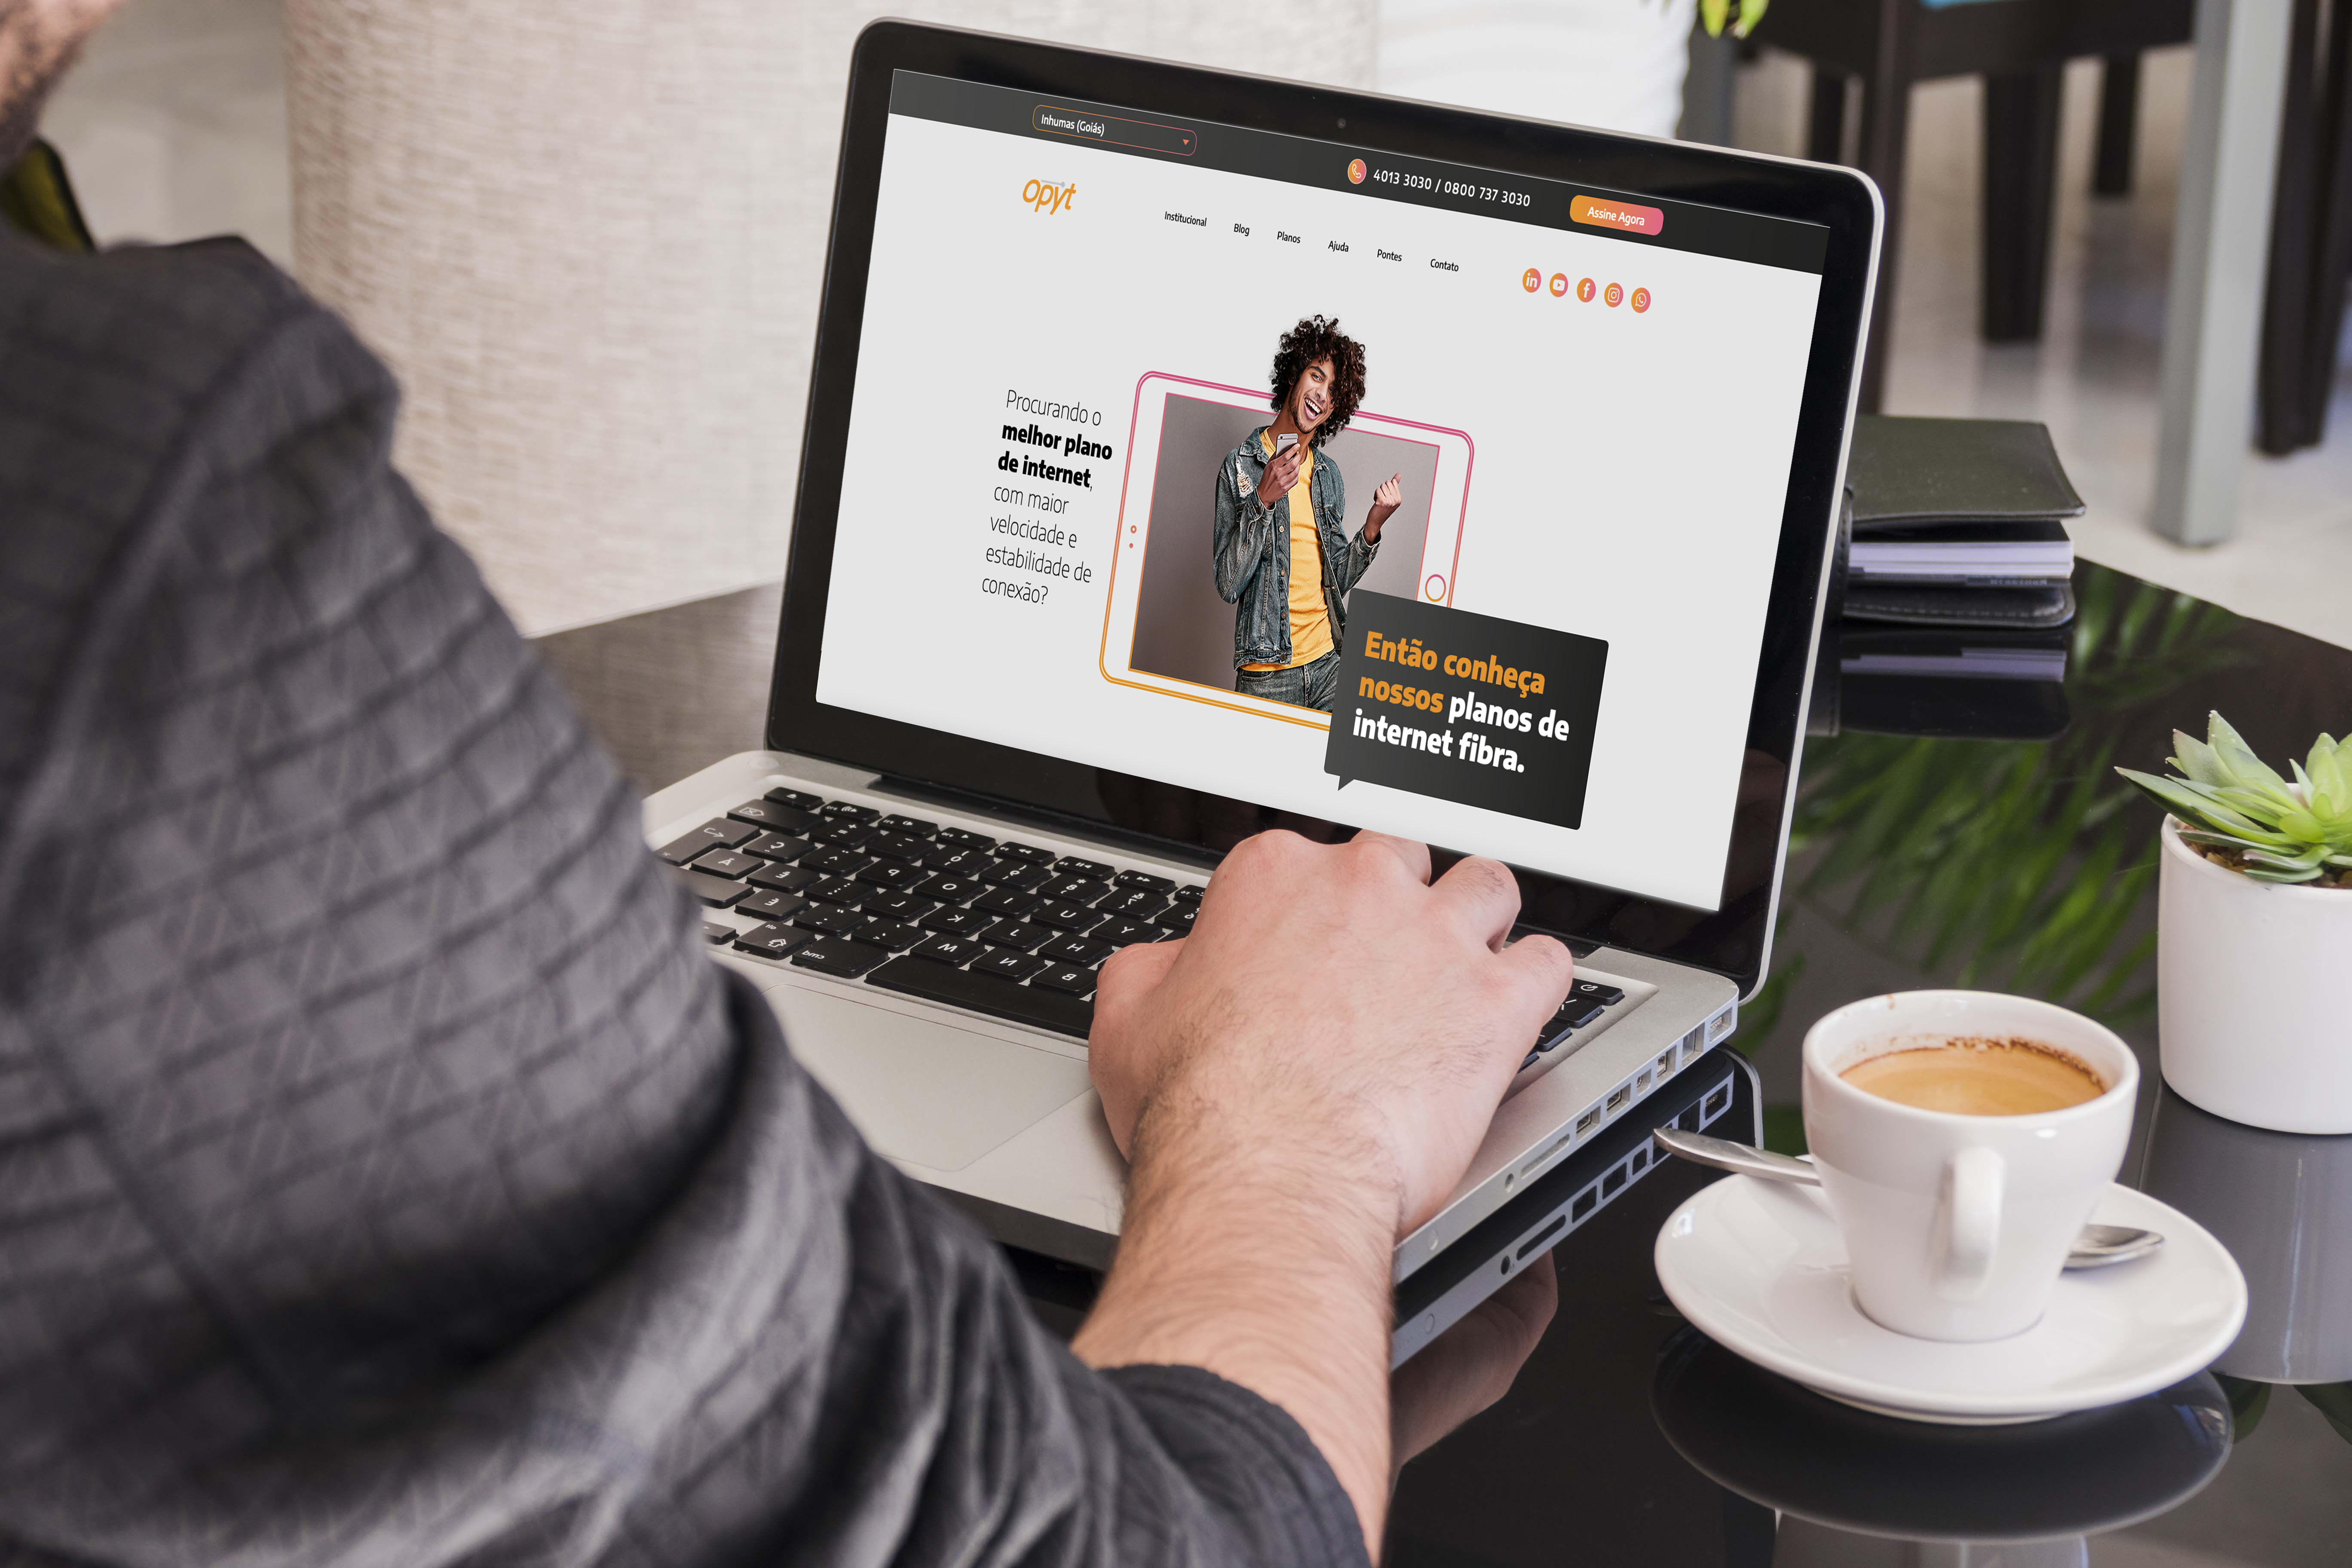 Inhumas (Goiás)
4013 3030 / 0800 737 3030
Assine Agora
opyt
Institucional
Blog
Planos
Ajuda
Pontes
Contato
in
f
Procurando o
melhor plano
de internet,
com maior
velocidade e
estabilidade de
conexão?
Então conheça
nossos planos de
internet fibra.